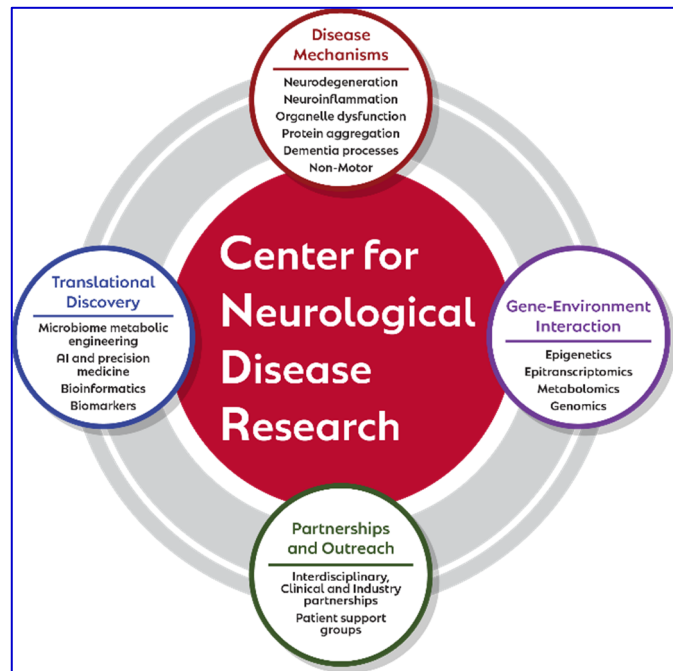 Disease
Mechanisms
Neurodegeneration
Neuroinflammation
Organelle dysfunction
Protein aggregation
Dementia processes
Non-Motor
Center for
Neurological
Disease
Research
Translational
Discovery
Microbiome metabolic
engineering
AI and precision
medicine
Bioinformatics
Biomarkers
Gene-Environment
Interaction
Epigenetics
Epitranscriptomics
Metabolomics
Genomics
Partnerships
and Outreach
Interdisciplinary,
Clinical and Industry
partnerships
Patient support
groups